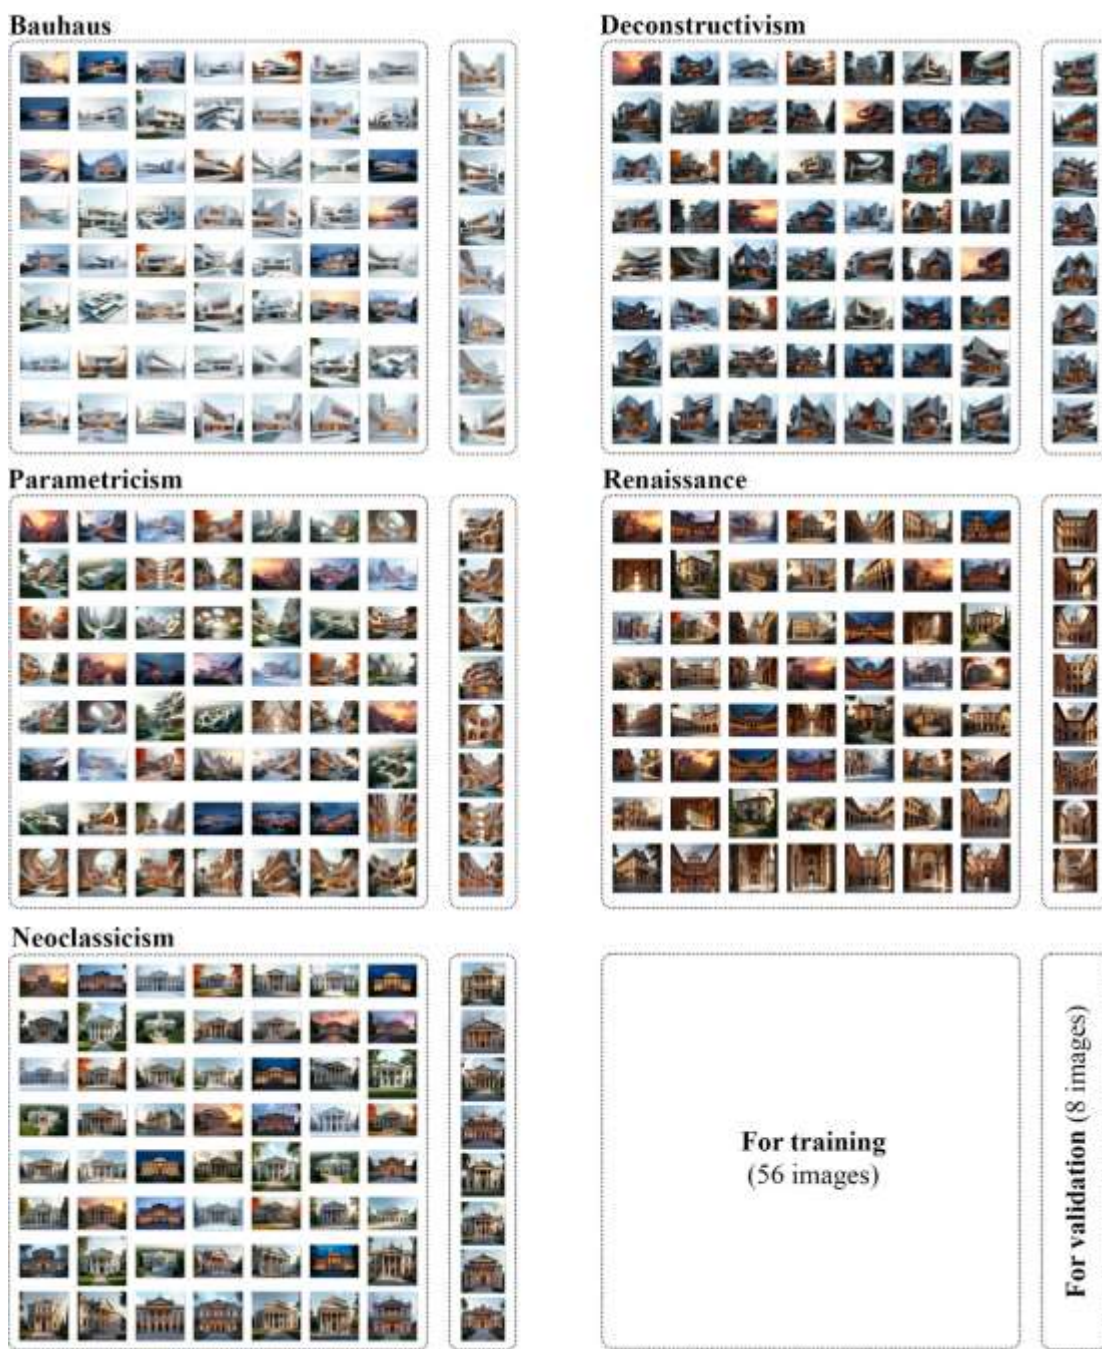 Bauhaus
Deconstructivism
Parametricism
Renaissance
Neoclassicism
For training
(56 images)
For validation (8 images)